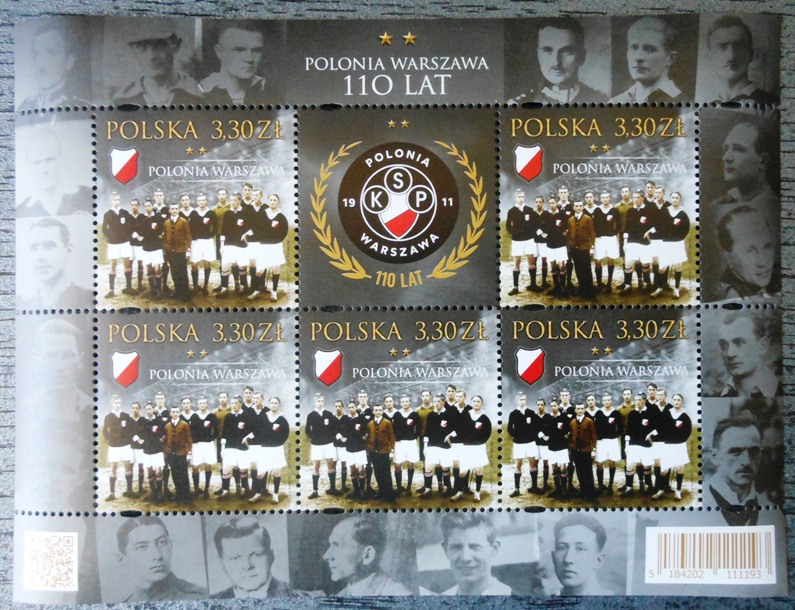 POLONIA WARSZAWA
110 LAT
POLSKA 3,30 ZŁ
POLONIA WARSZAWA
POLONIA
S
K P
19 11
WARSZAWA
110 LAT
POLSKA 3,30 ZŁ
POLONIA WARSZAWA
POLSKA 3,30 ZŁ
POLONIA WARSZAWA
POLSKA 3,30 ZŁ
POLONIA WARSZAWA
POLSKA 3,30 ZŁ
POLONIA WARSZAWA
5 184202 111193